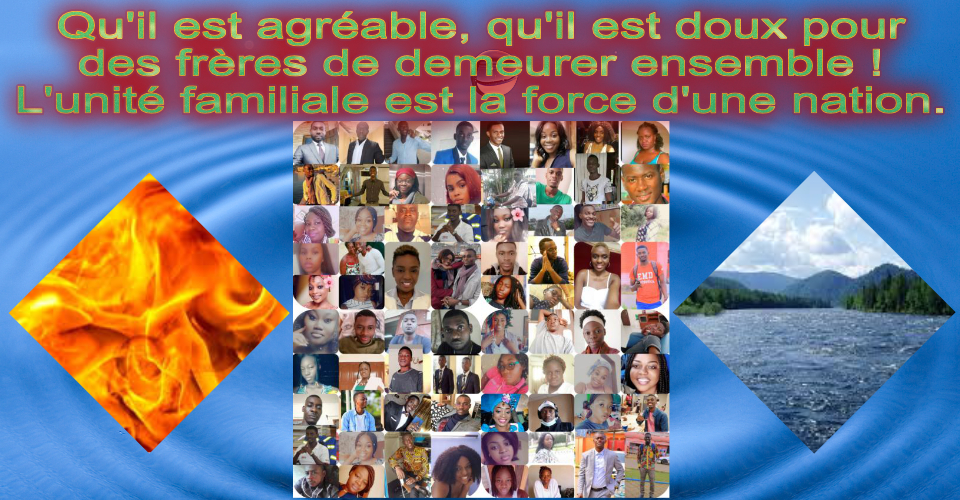 Qu'il est agréable, qu'il est doux pour
des frères de demeurer ensemble !
L'unité familiale est la force d'une nation.